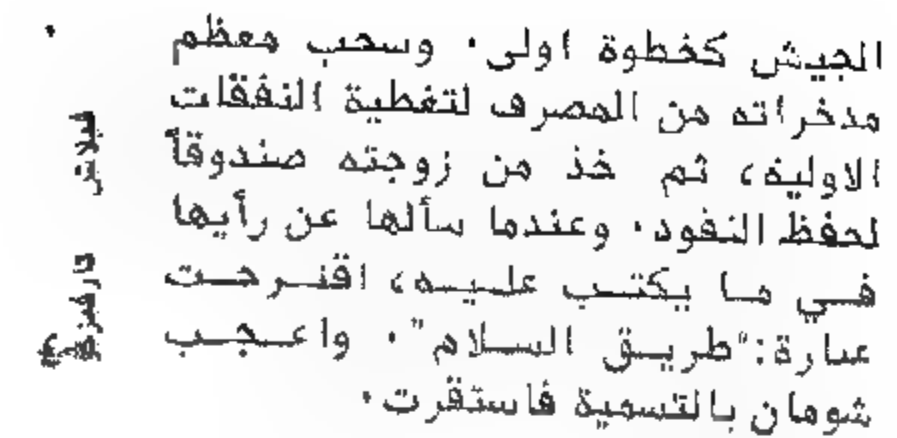 الجيش كخطوة اولى. وسحب معظم
مدخراته من المصرف لتغطية النفقات
الاولية، ثم خذ من زوجته صندوقاً
لحفظ النقود. وعندما سألها عن رأيها
في ما يكتب عليه، اقترحت
عبارة: "طريق السلام". واعجب
شومان بالتسمية فاستقرت.